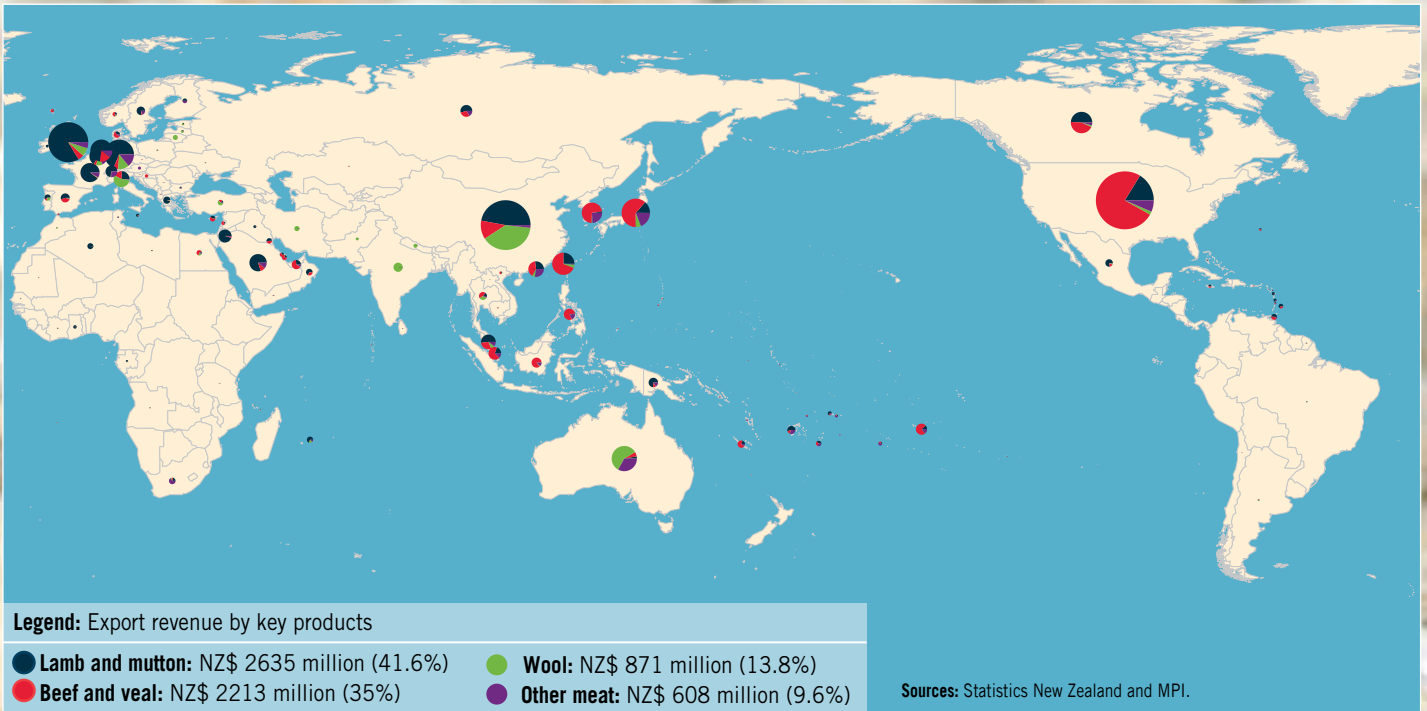 Legend: Export revenue by key products
Lamb and mutton: NZ$ 2635 million (41.6%)
Beef and veal: NZ$ 2213 million (35%)
Wool: NZ$ 871 million (13.8%)
Other meat: NZ$ 608 million (9.6%)
Sources: Statistics New Zealand and MPI.